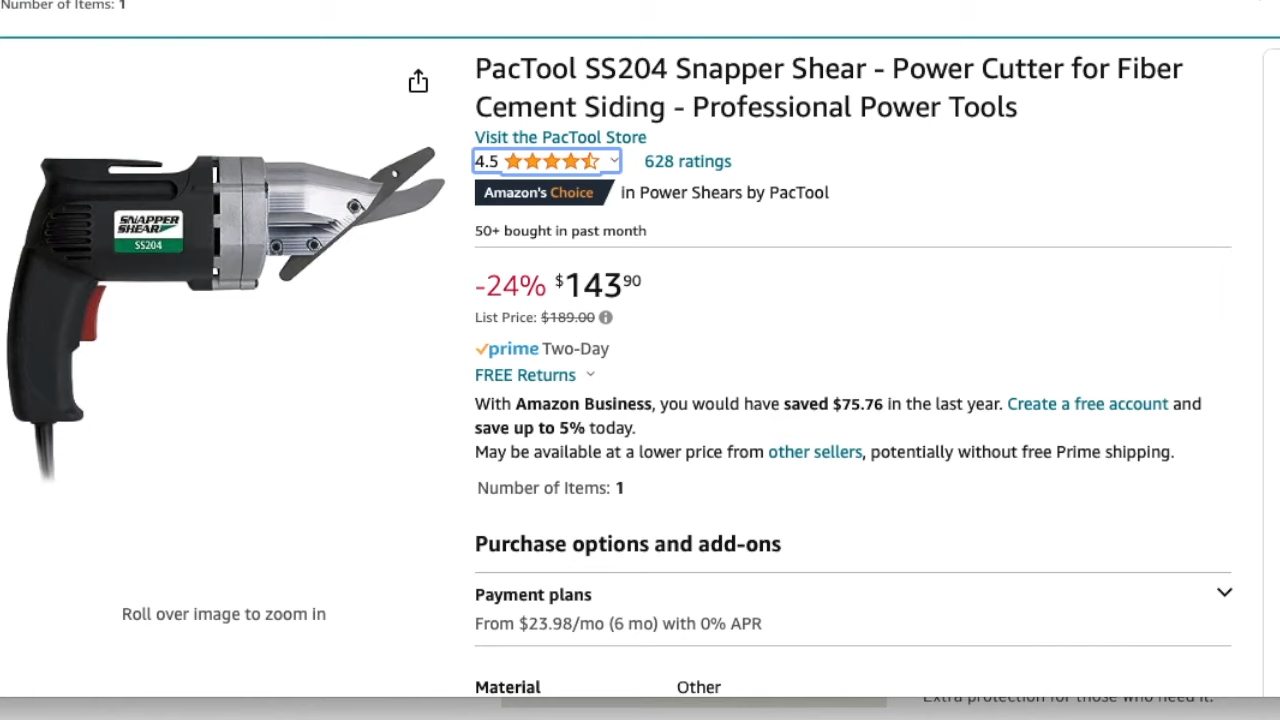 Number of Items: 1
PacTool SS204 Snapper Shear - Power Cutter for Fiber
Cement Siding - Professional Power Tools
Visit the PacTool Store
4.5 628 ratings
Amazon's Choice in Power Shears by PacTool
50+ bought in past month
-24% $143.90
List Price: $189.00
prime Two-Day
FREE Returns
With Amazon Business, you would have saved $75.76 in the last year. Create a free account and
save up to 5% today.
May be available at a lower price from other sellers, potentially without free Prime shipping.
Number of Items: 1
Purchase options and add-ons
Payment plans
From $23.98/mo (6 mo) with 0% APR
Material Other
Extra protection for those who need it.
SNAPPER
SHEAR
SS204
Roll over image to zoom in